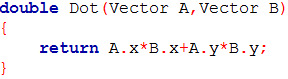 double Dot(Vector A,Vector B)
{
    return A.x*B.x+A.y*B.y;
}